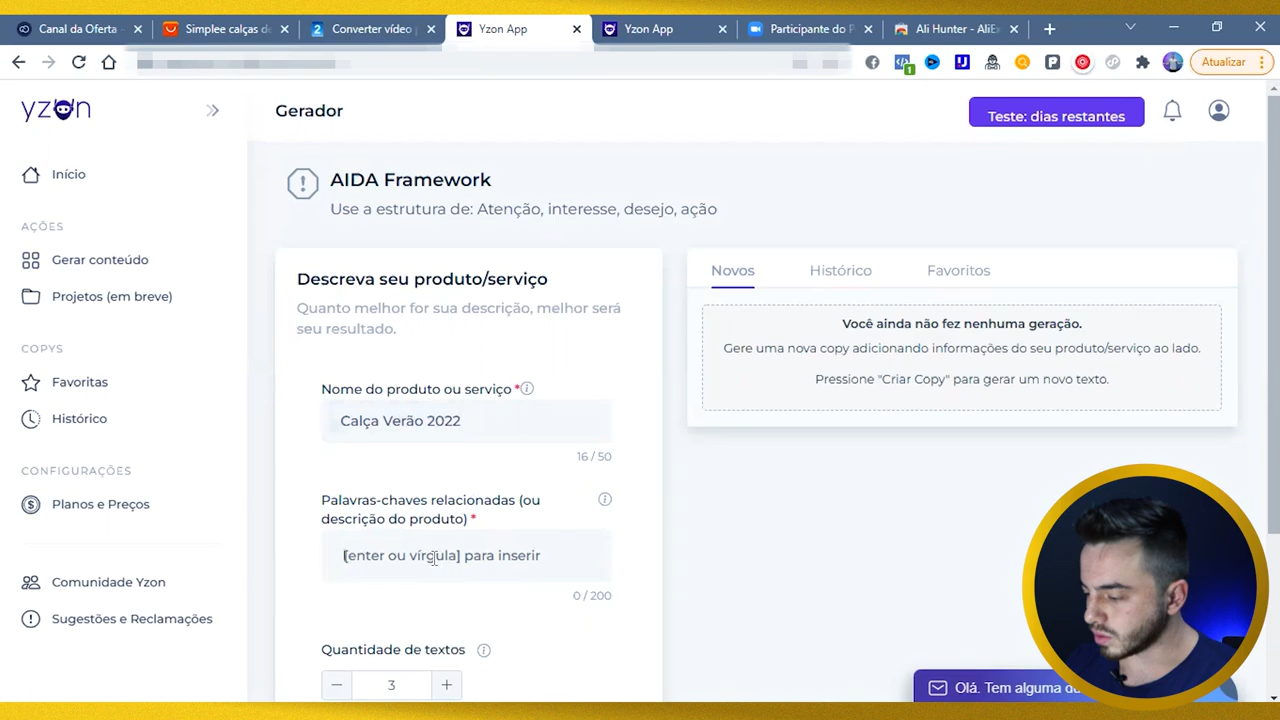 Canal da Oferta -
Simplee calças de
Converter vídeo p
Yzon App
Yzon App
Participante do P
Ali Hunter - AliEx
Atualizar
yzon
Gerador
Teste: dias restantes
Início
AÇÕES
Gerar conteúdo
Projetos (em breve)
COPYS
Favoritas
Histórico
CONFIGURAÇÕES
Planos e Preços
Comunidade Yzon
Sugestões e Reclamações
AIDA Framework
Use a estrutura de: Atenção, interesse, desejo, ação
Descreva seu produto/serviço
Quanto melhor for sua descrição, melhor será
seu resultado.
Nome do produto ou serviço *
Calça Verão 2022
16 / 50
Palavras-chaves relacionadas (ou
descrição do produto) *
[enter ou vírgula] para inserir
0 / 200
Quantidade de textos
3
Novos
Histórico
Favoritos
Você ainda não fez nenhuma geração.
Gere uma nova copy adicionando informações do seu produto/serviço ao lado.
Pressione "Criar Copy" para gerar um novo texto.
Olá. Tem alguma